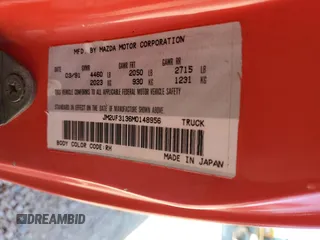 MFD. BY MAZDA MOTOR CORPORATION
GVWR GAWR FRT GAWR RR
03/91 4460 LB 2050 LB 2715 LB
2023 KG 930 KG 1231 KG
THIS VEHICLE CONFORMS TO ALL APPLICABLE
FEDERAL MOTOR VEHICLE SAFETY
STANDARDS IN EFFECT ON THE DATE OF
MANUFACTURE SHOWN ABOVE.
JM2UF3136M0148956 TRUCK
BODY COLOR CODE:RH
MADE IN JAPAN
DREAMBID